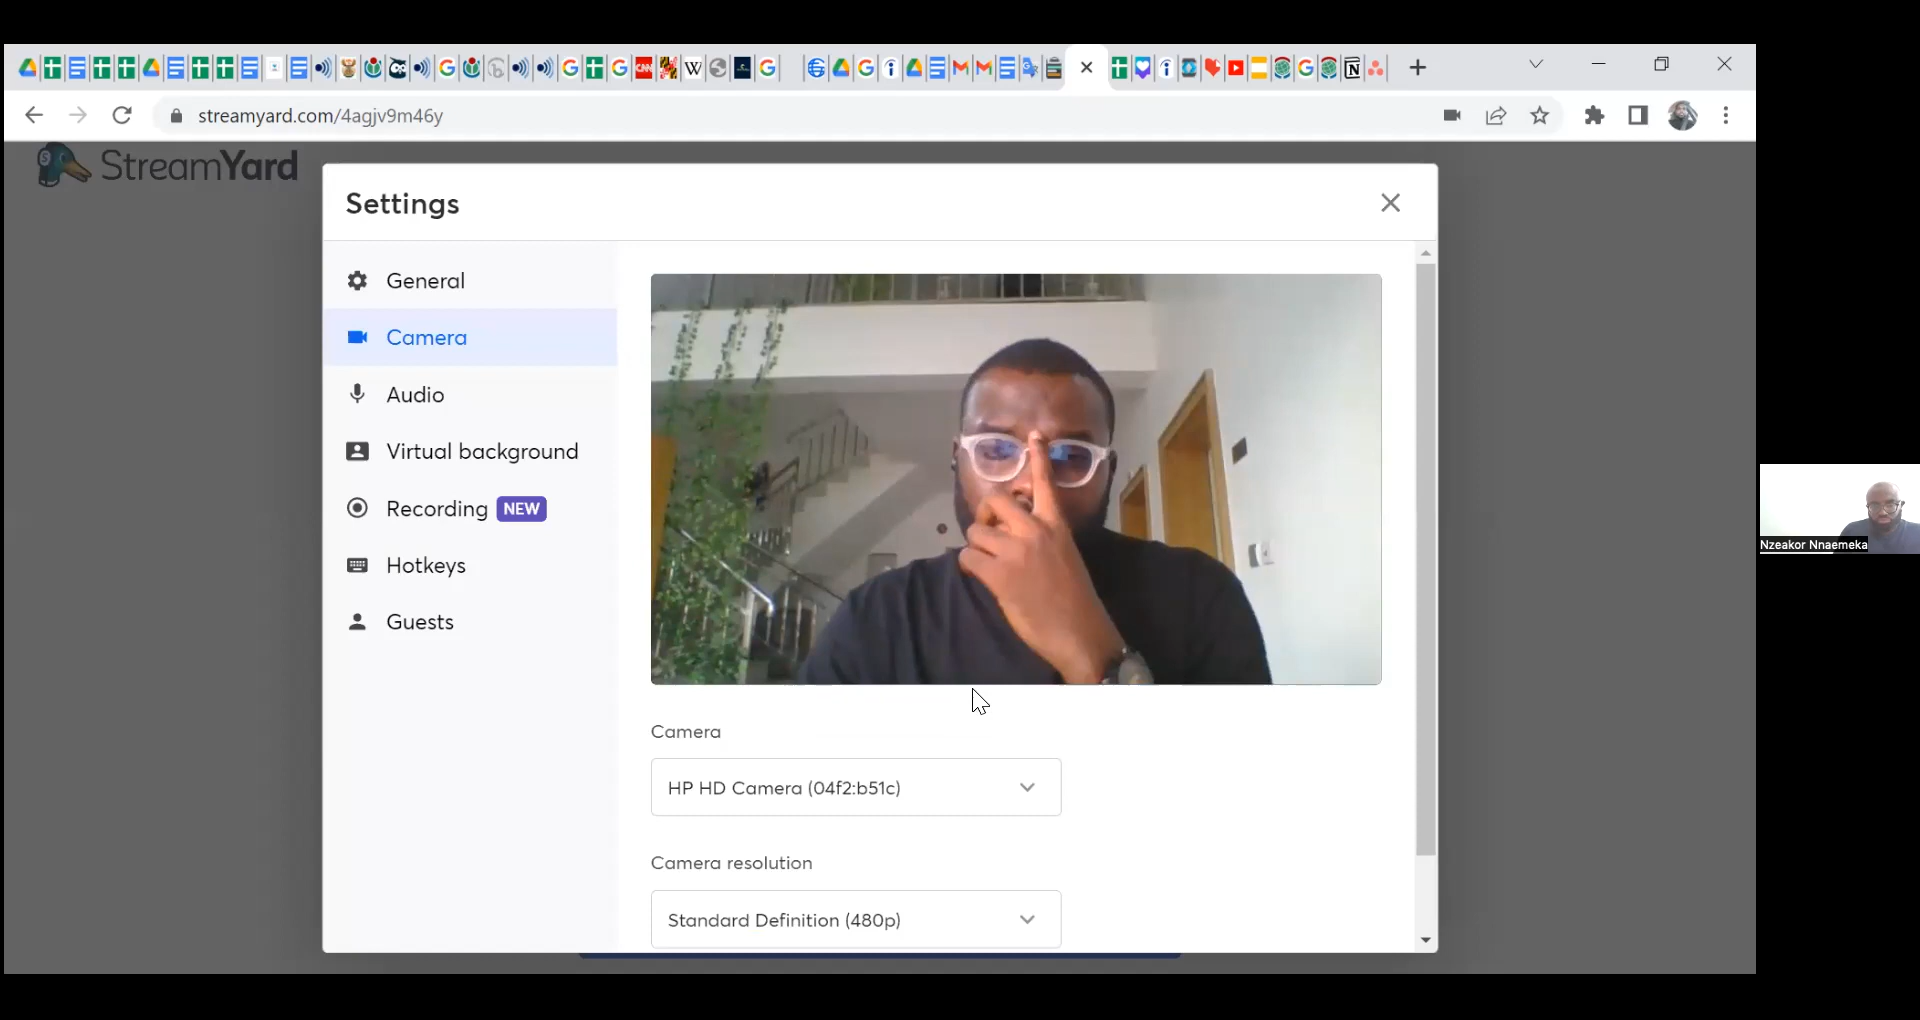 streamyard.com/4agjv9m46y
StreamYard
Settings
General
Camera
Audio
Virtual background
Recording NEW
Hotkeys
Guests
Camera
HP HD Camera (04f2:b51c)
Camera resolution
Standard Definition (480p)
Nzeakor Nnaemeka